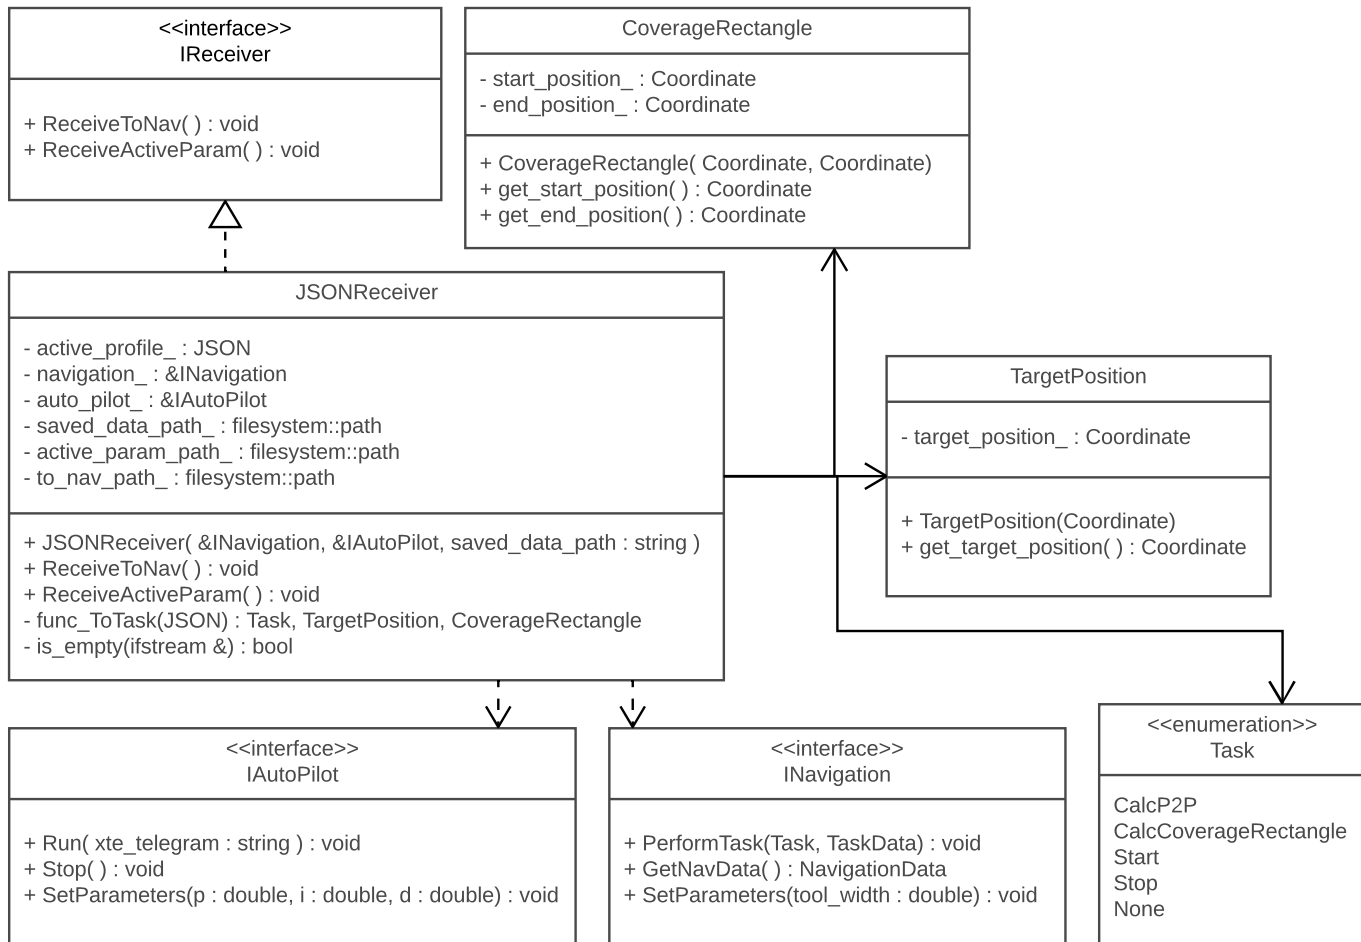 <<interface>>
IReceiver
+ ReceiveToNav( ) : void
+ ReceiveActiveParam( ) : void
CoverageRectangle
- start_position_ : Coordinate
- end_position_ : Coordinate
+ CoverageRectangle( Coordinate, Coordinate)
+ get_start_position( ) : Coordinate
+ get_end_position( ) : Coordinate
JSONReceiver
- active_profile_ : JSON
- navigation_ : &INavigation
- auto_pilot_ : &IAutoPilot
- saved_data_path_ : filesystem::path
- active_param_path_ : filesystem::path
- to_nav_path_ : filesystem::path
+ JSONReceiver( &INavigation, &IAutoPilot, saved_data_path : string )
+ ReceiveToNav( ) : void
+ ReceiveActiveParam( ) : void
- func_ToTask(JSON) : Task, TargetPosition, CoverageRectangle
- is_empty(ifstream &) : bool
TargetPosition
- target_position_ : Coordinate
+ TargetPosition(Coordinate)
+ get_target_position( ) : Coordinate
<<interface>>
IAutoPilot
+ Run( xte_telegram : string ) : void
+ Stop( ) : void
+ SetParameters(p : double, i : double, d : double) : void
<<interface>>
INavigation
+ PerformTask(Task, TaskData) : void
+ GetNavData( ) : NavigationData
+ SetParameters(tool_width : double) : void
<<enumeration>>
Task
CalcP2P
CalcCoverageRectangle
Start
Stop
None